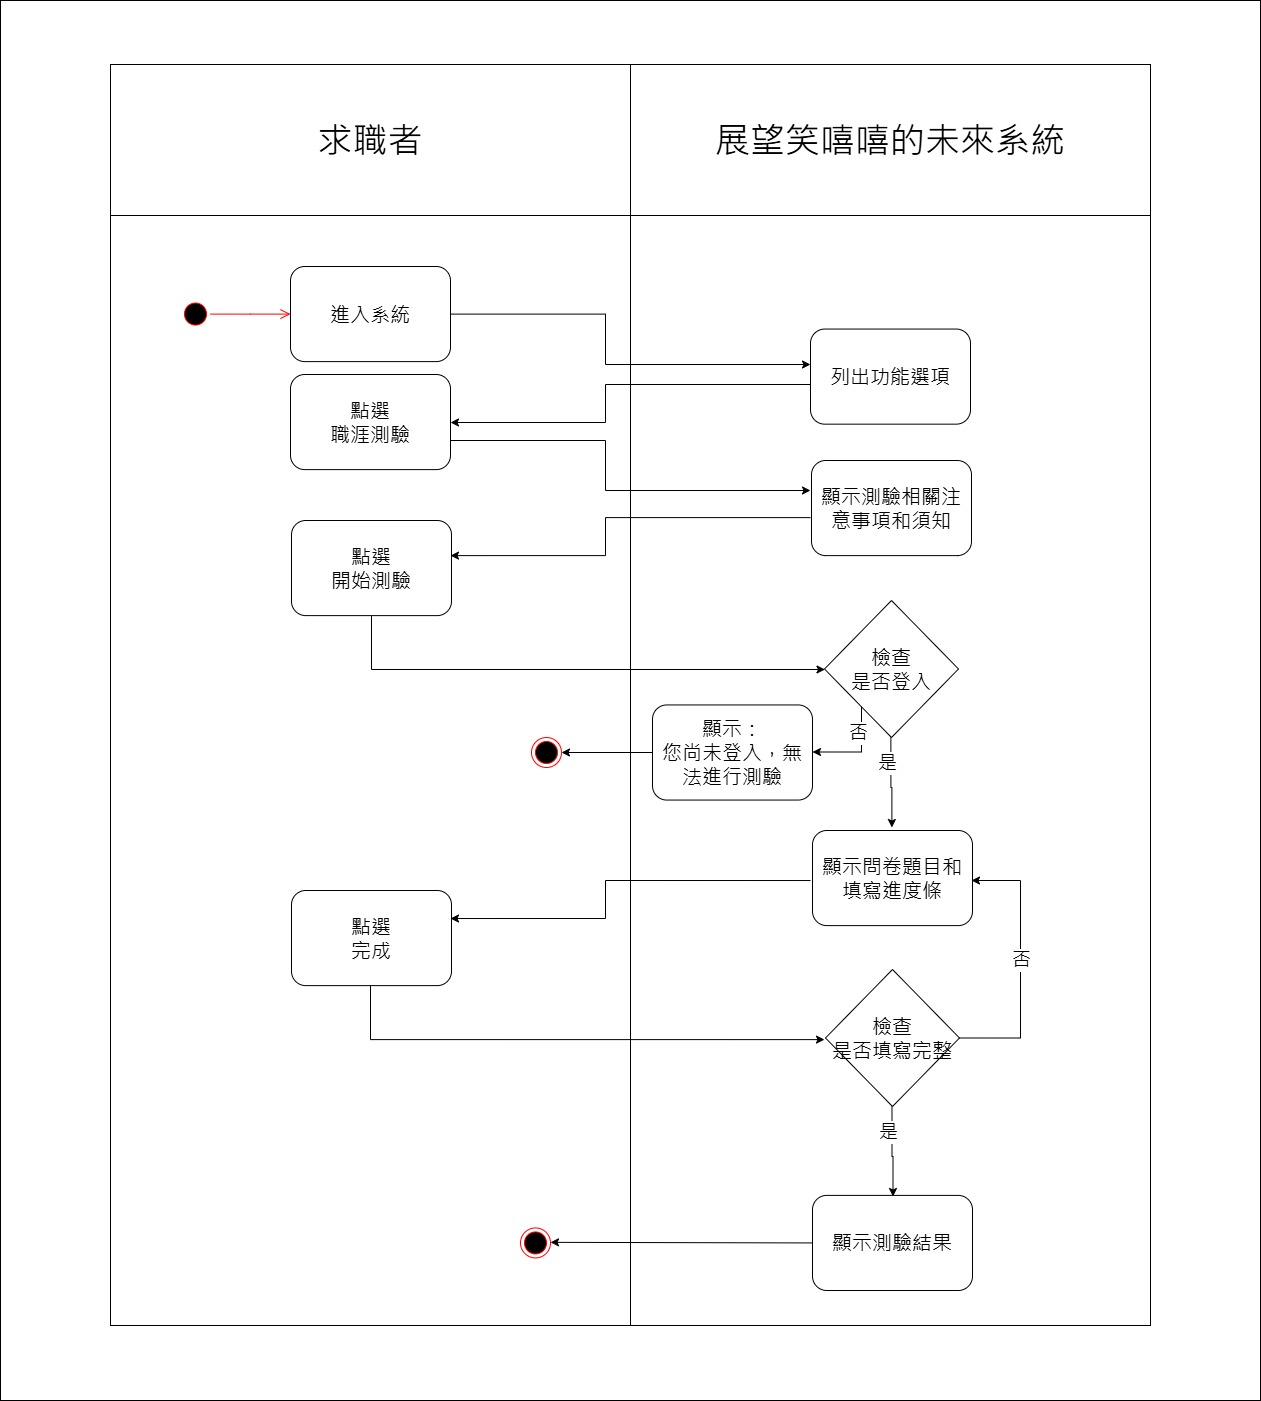 求職者
展望笑嘻嘻的未來系統
進入系統
列出功能選項
點選
職涯測驗
顯示測驗相關注
意事項和須知
點選
開始測驗
檢查
是否登入
否
顯示：
您尚未登入，無
法進行測驗
是
顯示問卷題目和
填寫進度條
點選
完成
否
檢查
是否填寫完整
是
顯示測驗結果